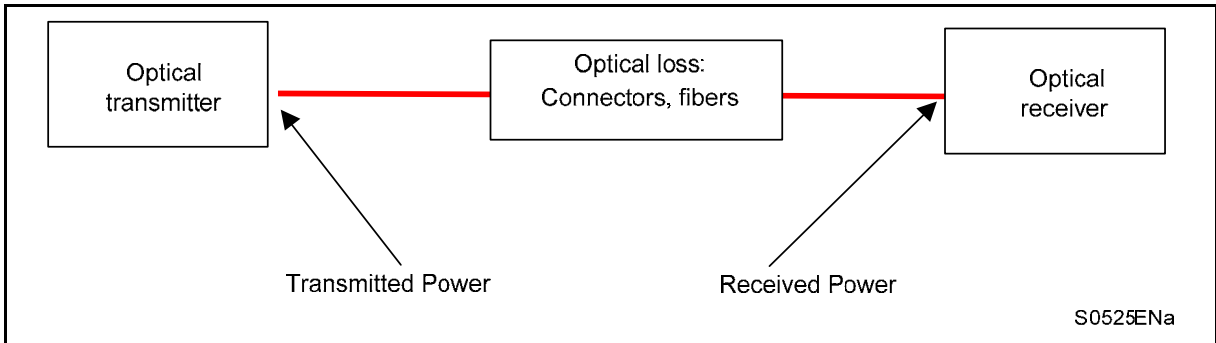 Optical
transmitter
Optical loss:
Connectors, fibers
Optical
receiver
Transmitted Power
Received Power
S0525ENa